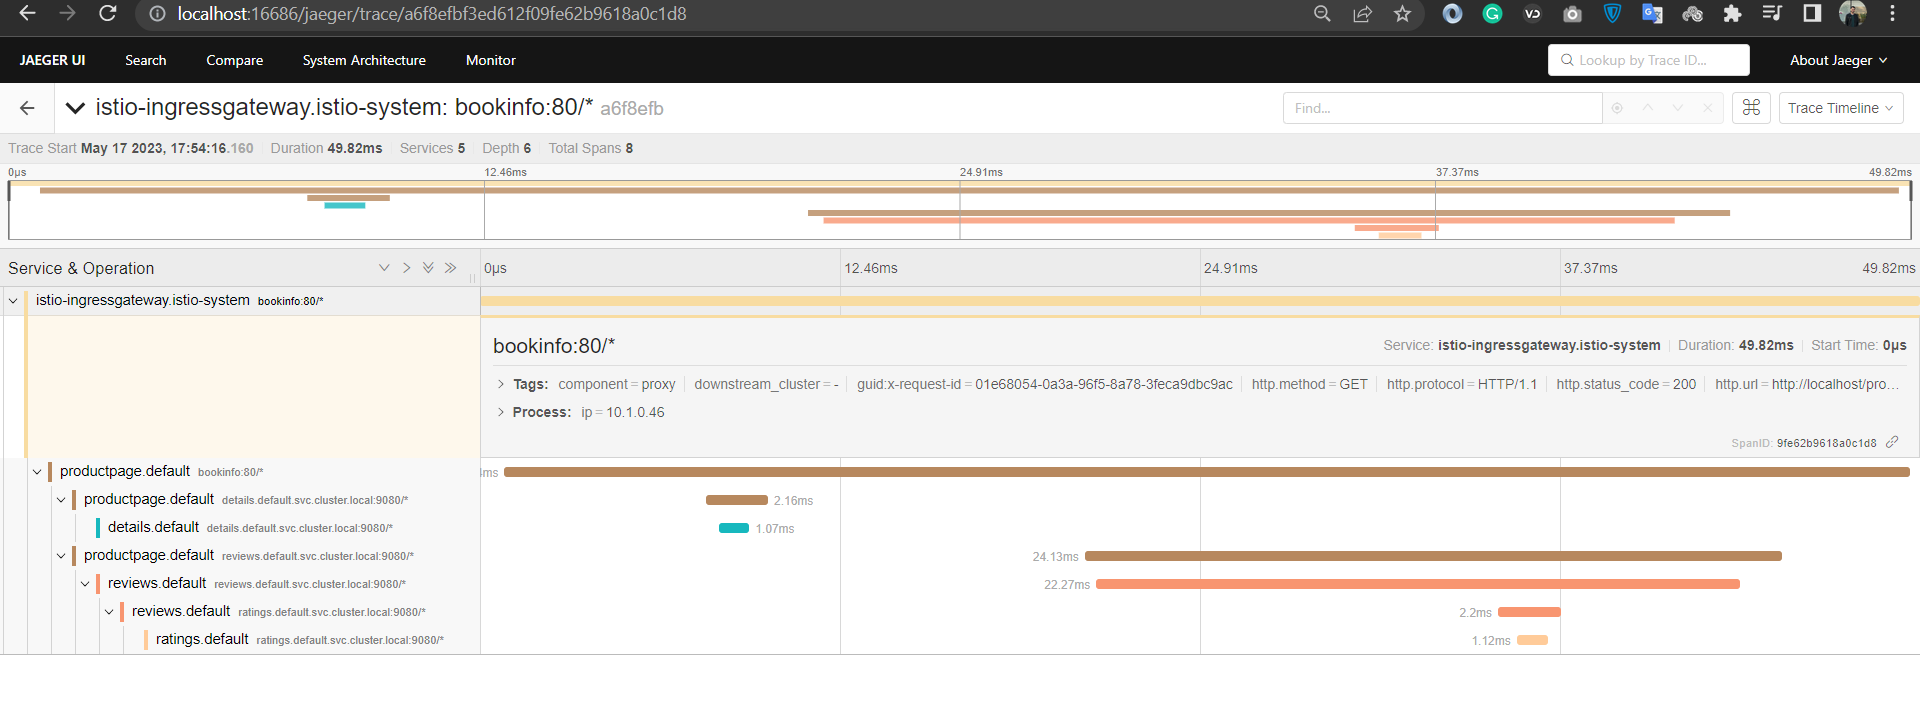 localhost:16686/jaeger/trace/a6f8efbf3ed612f09fe62b9618a0c1d8
JAEGER UI Search Compare System Architecture Monitor Lookup by Trace ID... About Jaeger
istio-ingressgateway.istio-system: bookinfo:80/* a6f8efb Find... Trace Timeline
Trace Start May 17 2023, 17:54:16.160 Duration 49.82ms Services 5 Depth 6 Total Spans 8
0μs 12.46ms 24.91ms 37.37ms 49.82ms
Service & Operation 0μs 12.46ms 24.91ms 37.37ms 49.82ms
istio-ingressgateway.istio-system bookinfo:80/*
bookinfo:80/* Service: istio-ingressgateway.istio-system Duration: 49.82ms Start Time: 0μs
Tags: component = proxy downstream_cluster = - guid:x-request-id = 01e68054-0a3a-96f5-8a78-3feca9dbc9ac http.method = GET http.protocol = HTTP/1.1 http.status_code = 200 http.url = http://localhost/pro...
Process: ip = 10.1.0.46
SpanID: 9fe62b9618a0c1d8
productpage.default bookinfo:80/* ms
productpage.default details.default.svc.cluster.local:9080/* 2.16ms
details.default details.default.svc.cluster.local:9080/* 1.07ms
productpage.default reviews.default.svc.cluster.local:9080/* 24.13ms
reviews.default reviews.default.svc.cluster.local:9080/* 22.27ms
reviews.default ratings.default.svc.cluster.local:9080/* 2.2ms
ratings.default ratings.default.svc.cluster.local:9080/* 1.12ms